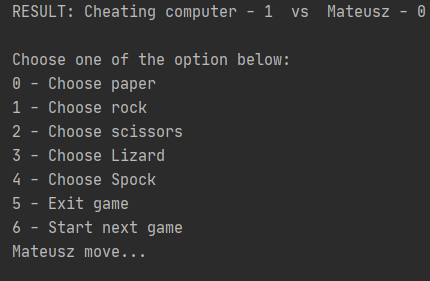 RESULT: Cheating computer - 1  vs  Mateusz - 0
Choose one of the option below:
0 - Choose paper
1 - Choose rock
2 - Choose scissors
3 - Choose Lizard
4 - Choose Spock
5 - Exit game
6 - Start next game
Mateusz move...